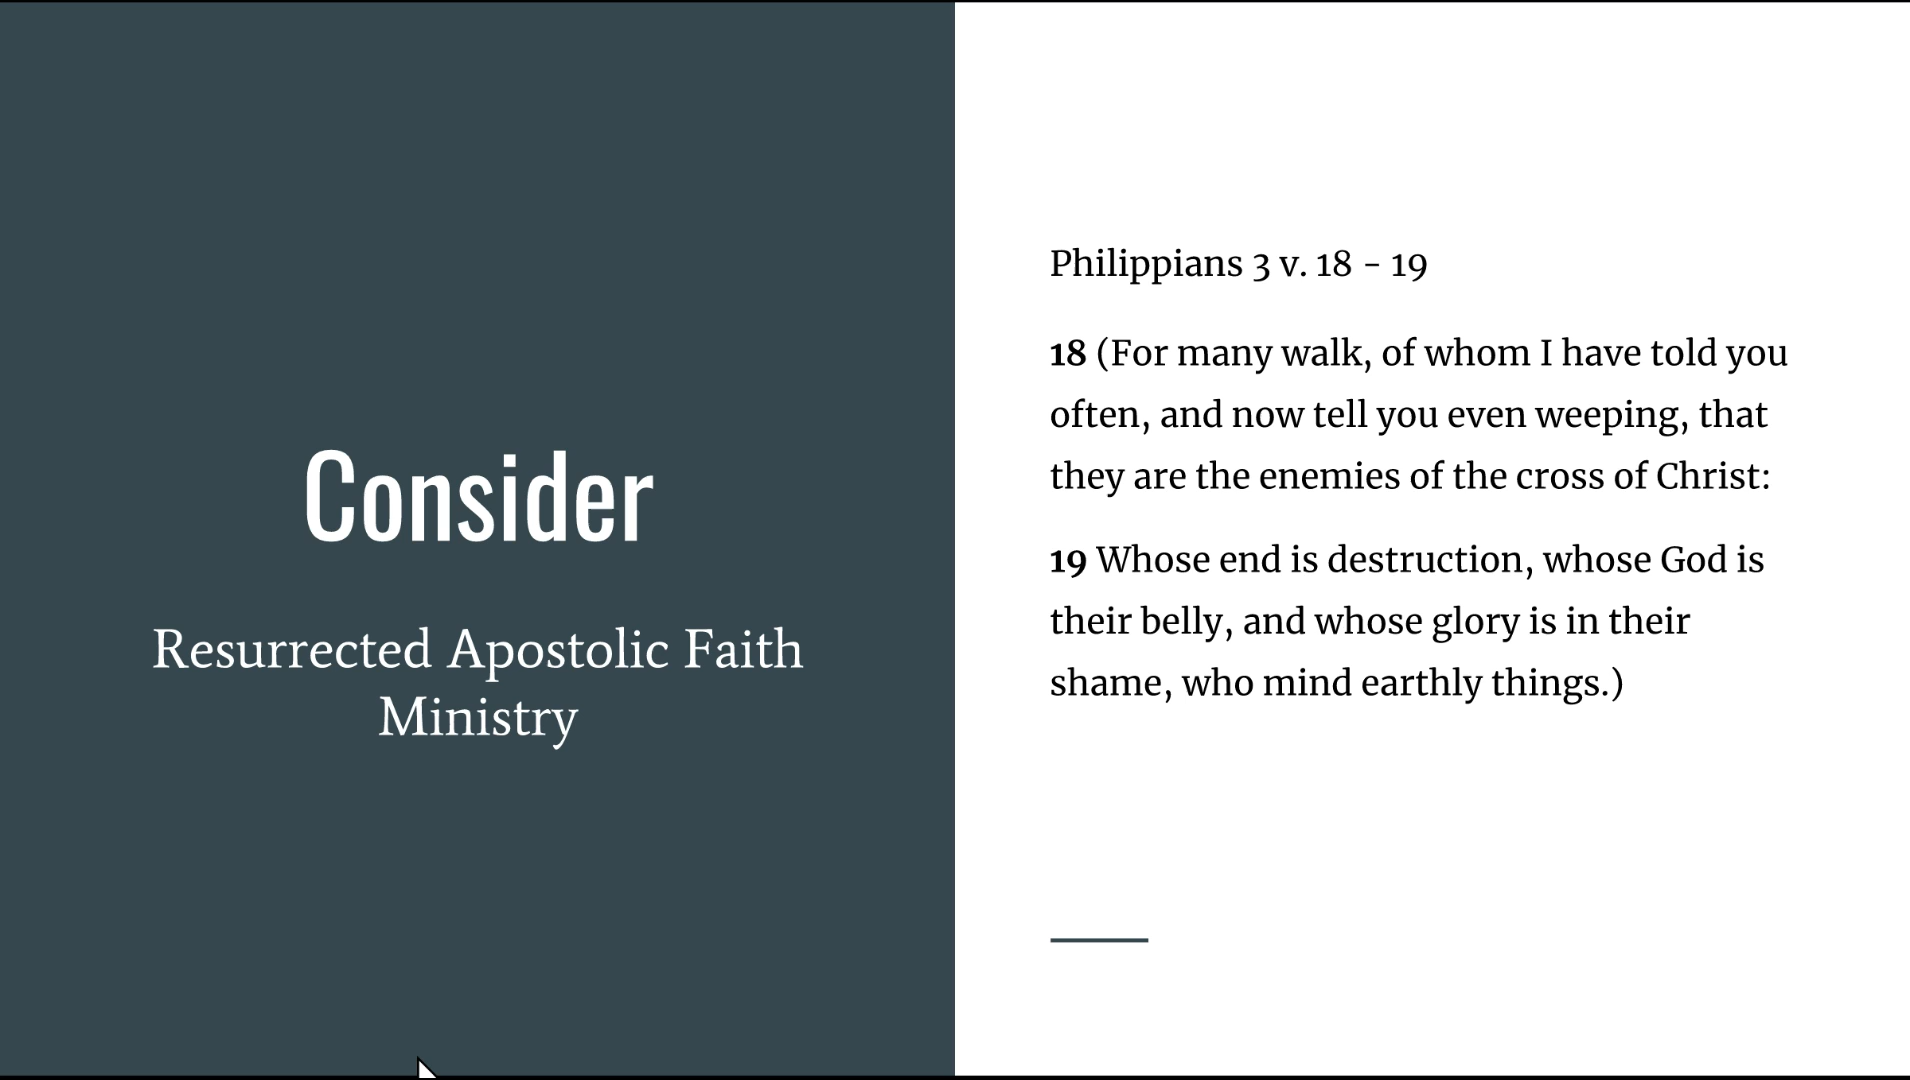 Consider
Resurrected Apostolic Faith
Ministry
Philippians 3 v. 18 - 19
18 (For many walk, of whom I have told you
often, and now tell you even weeping, that
they are the enemies of the cross of Christ:
19 Whose end is destruction, whose God is
their belly, and whose glory is in their
shame, who mind earthly things.)